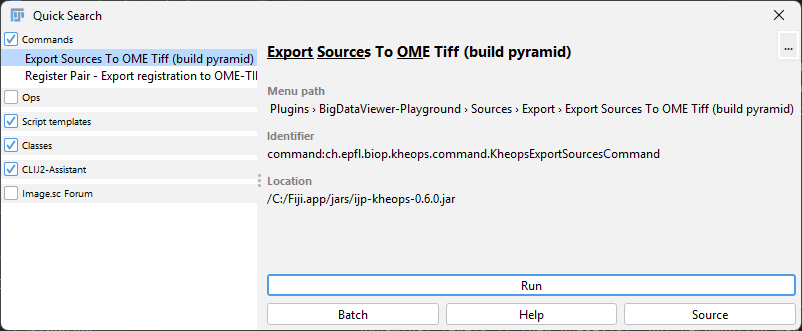 Quick Search
Commands
Export Sources To OME Tiff (build pyramid)
Register Pair - Export registration to OME-TI
Ops
Script templates
Classes
CLIJ2-Assistant
Image.sc Forum
Export Sources To OME Tiff (build pyramid)
...
Menu path
Plugins › BigDataViewer-Playground › Sources › Export › Export Sources To OME Tiff (build pyramid)
Identifier
command:ch.epfl.biop.kheops.command.KheopsExportSourcesCommand
Location
/C:/Fiji.app/jars/ijp-kheops-0.6.0.jar
Run
Batch
Help
Source